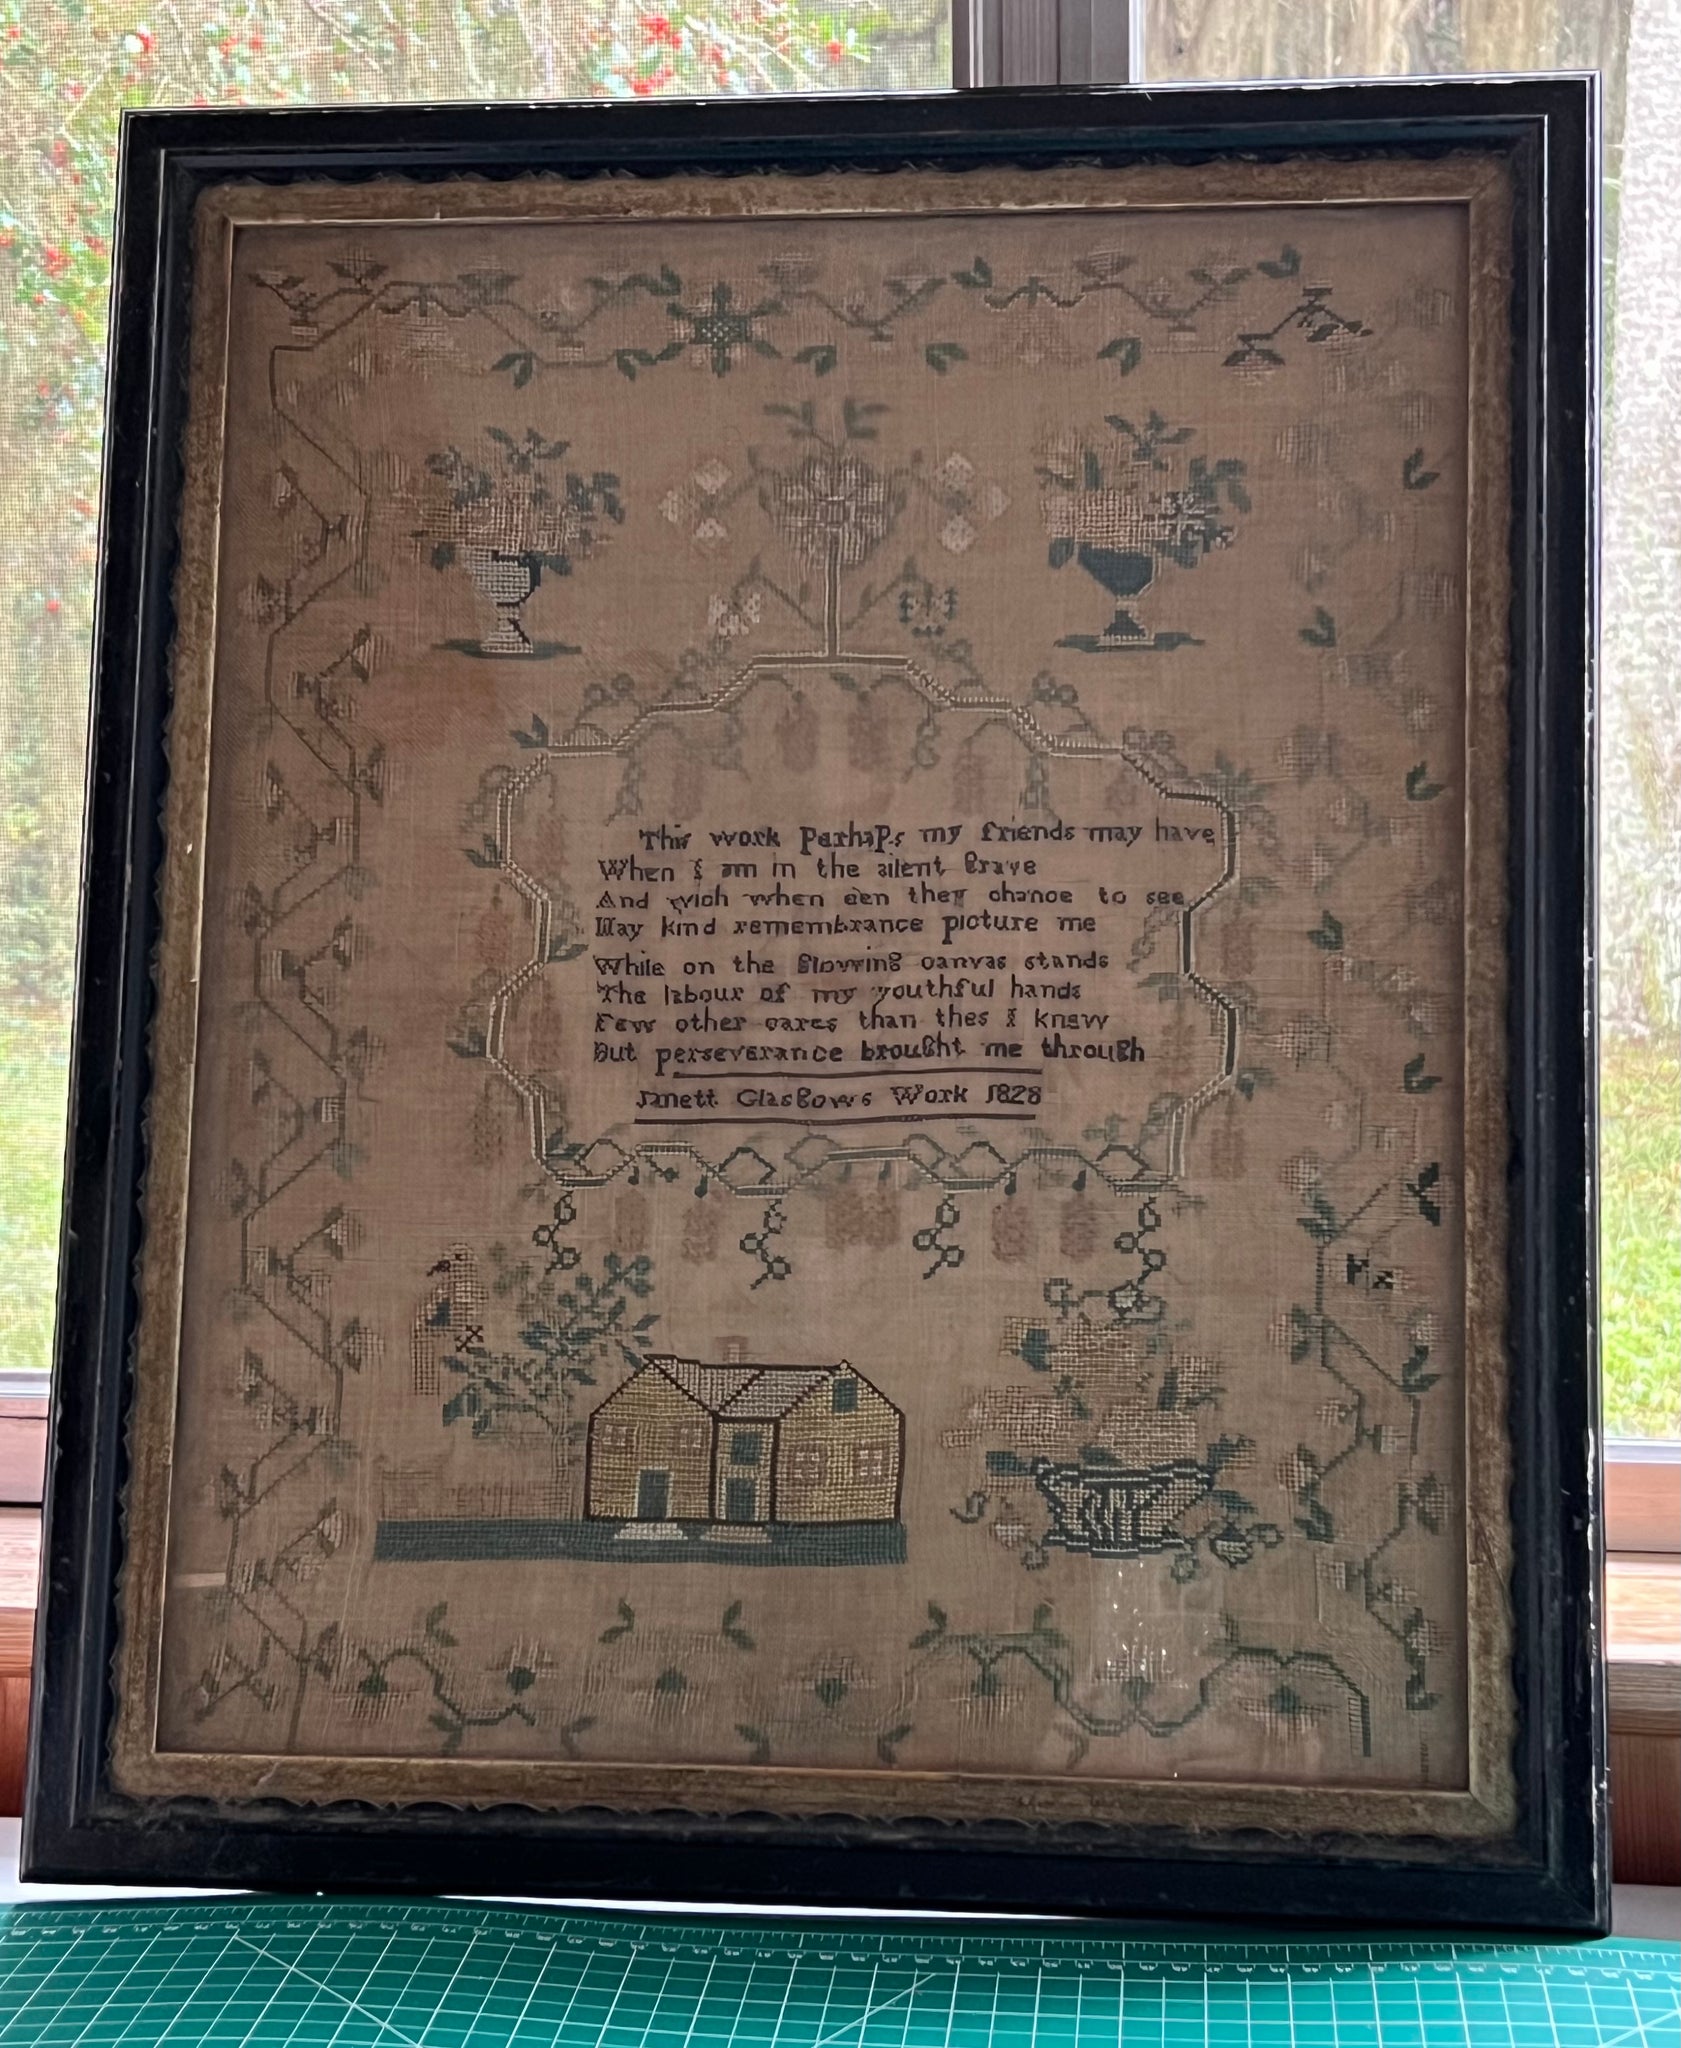 This work perhaps my friends may have
When I am in the silent Grave
And wich when een they chance to see
May kind remembrance picture me
While on the glowing canvas stands
The labour of my youthful hands
Few other cares than thes I knew
But perseverance brought me through
Janett Glasgows Work 1828